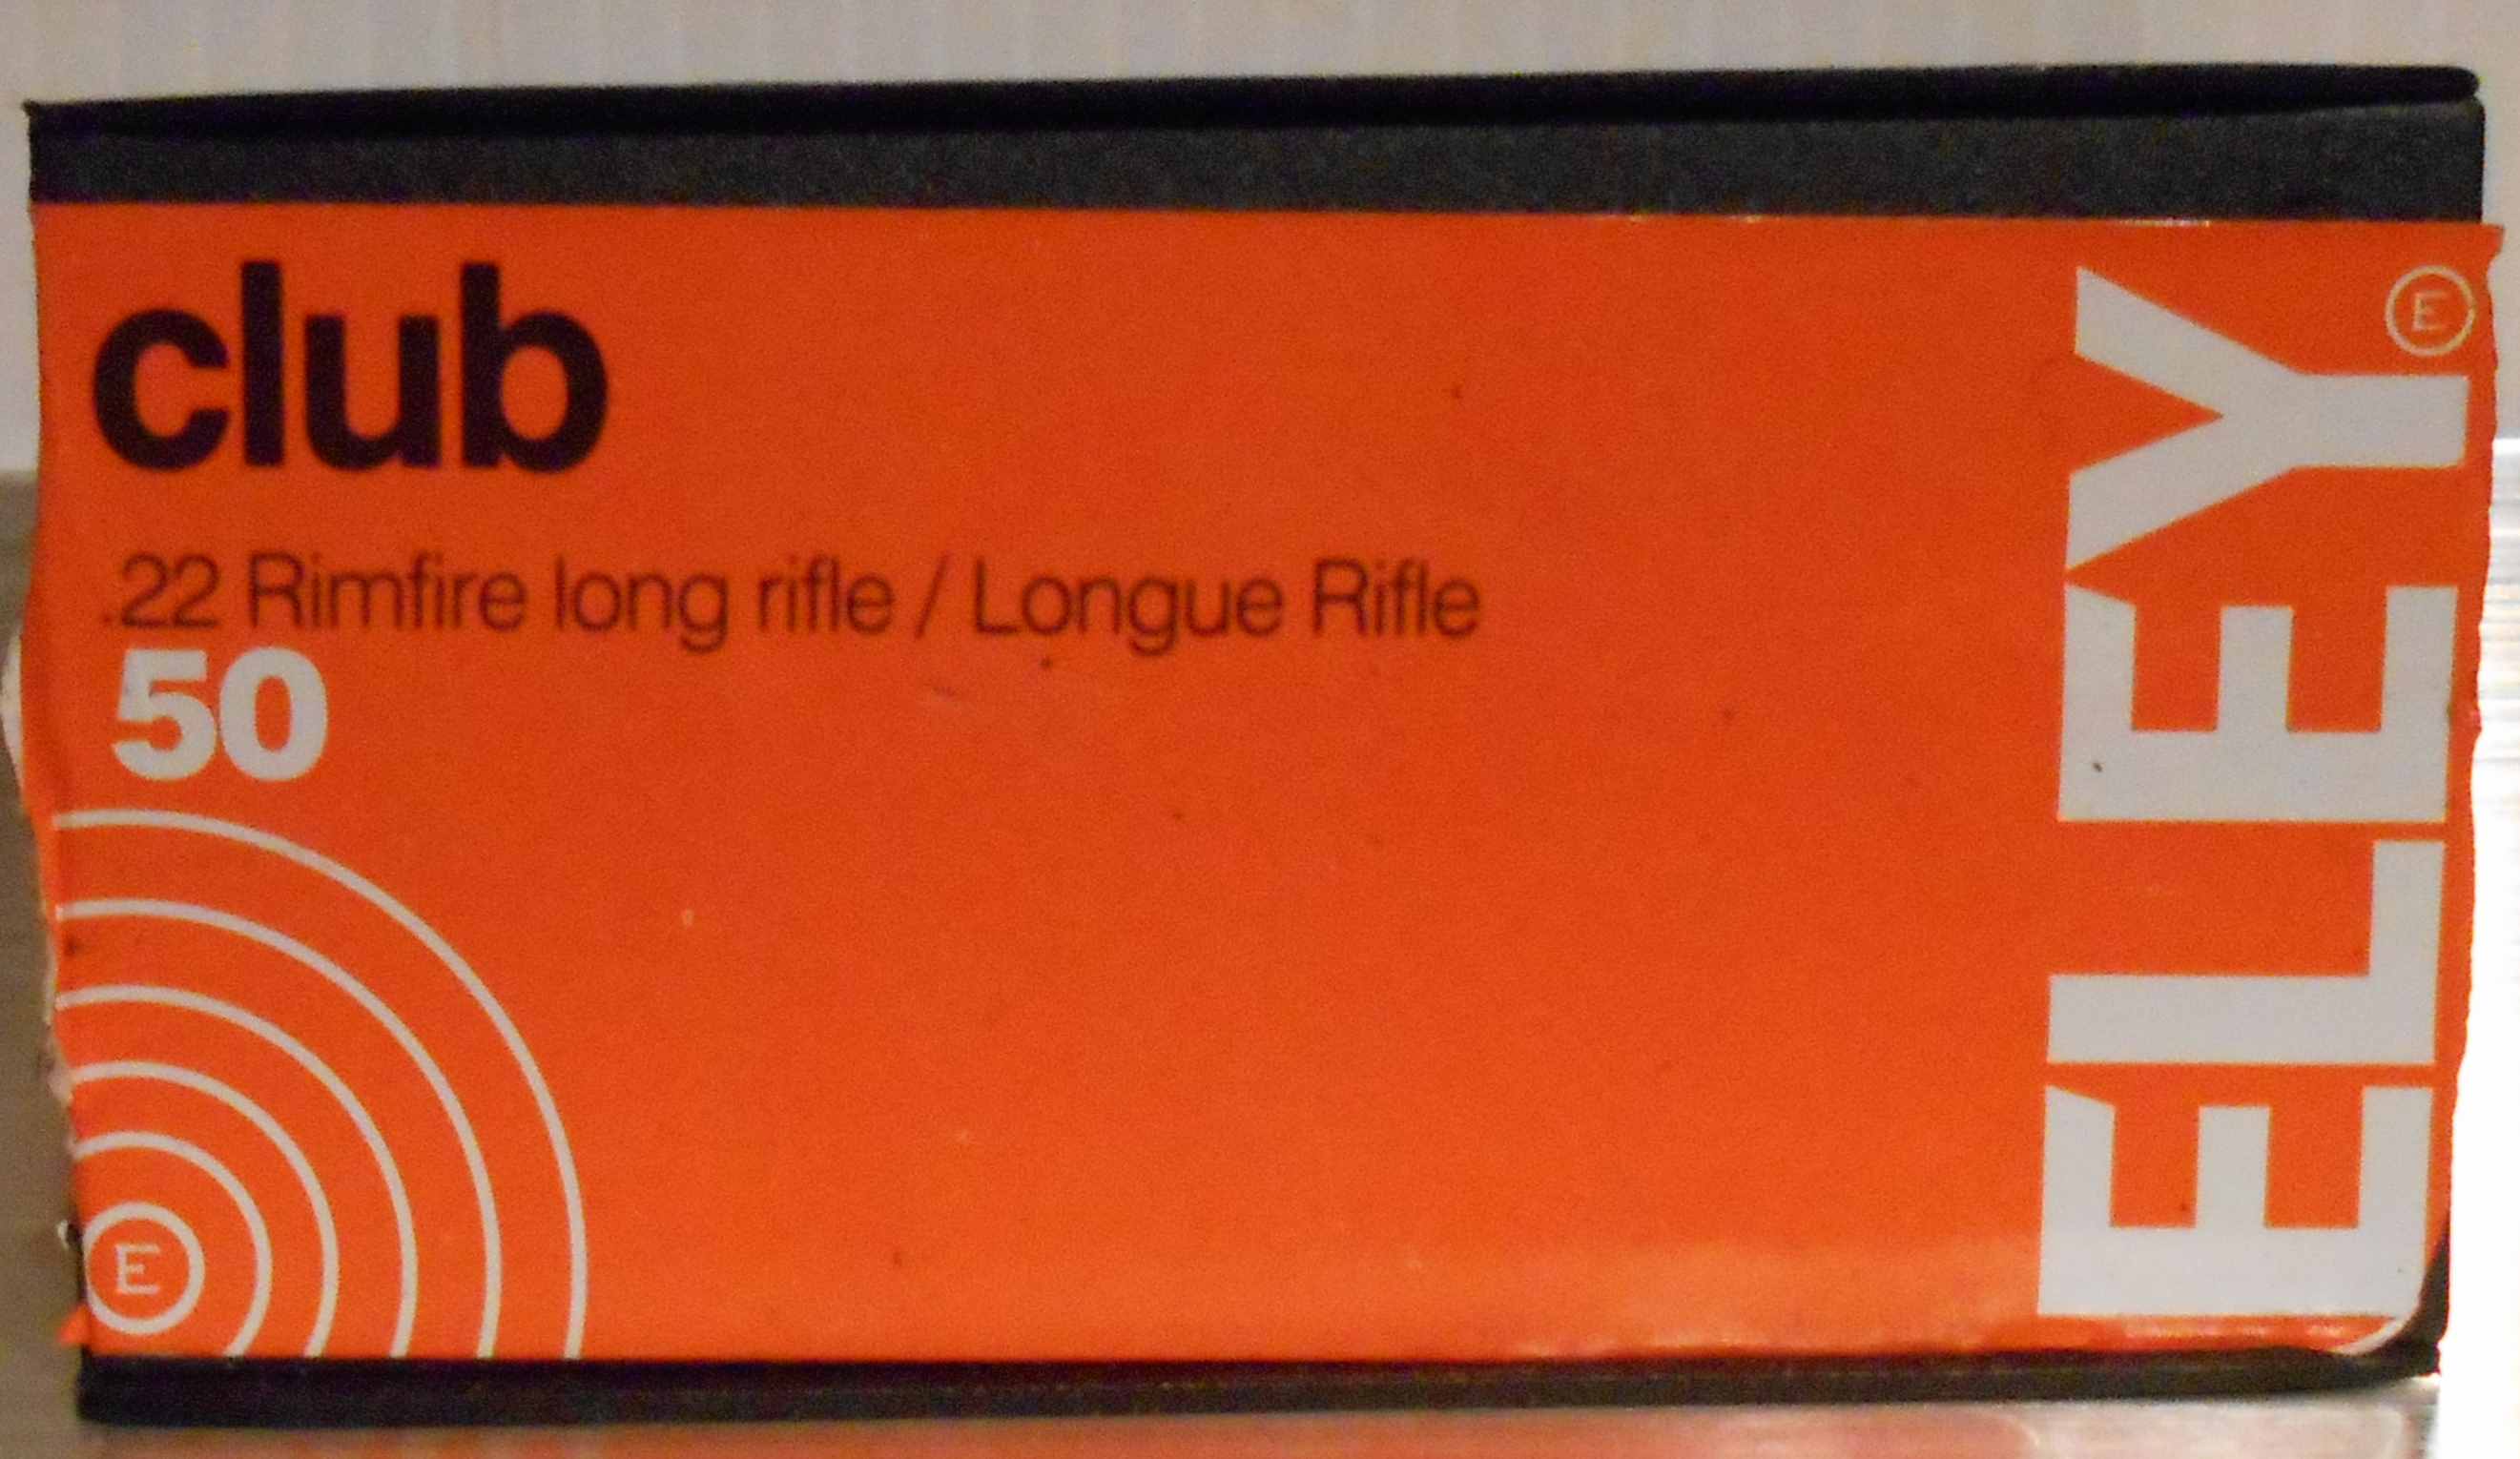 club
.22 Rimfire long rifle / Longue Rifle
50
E
ELEY
E